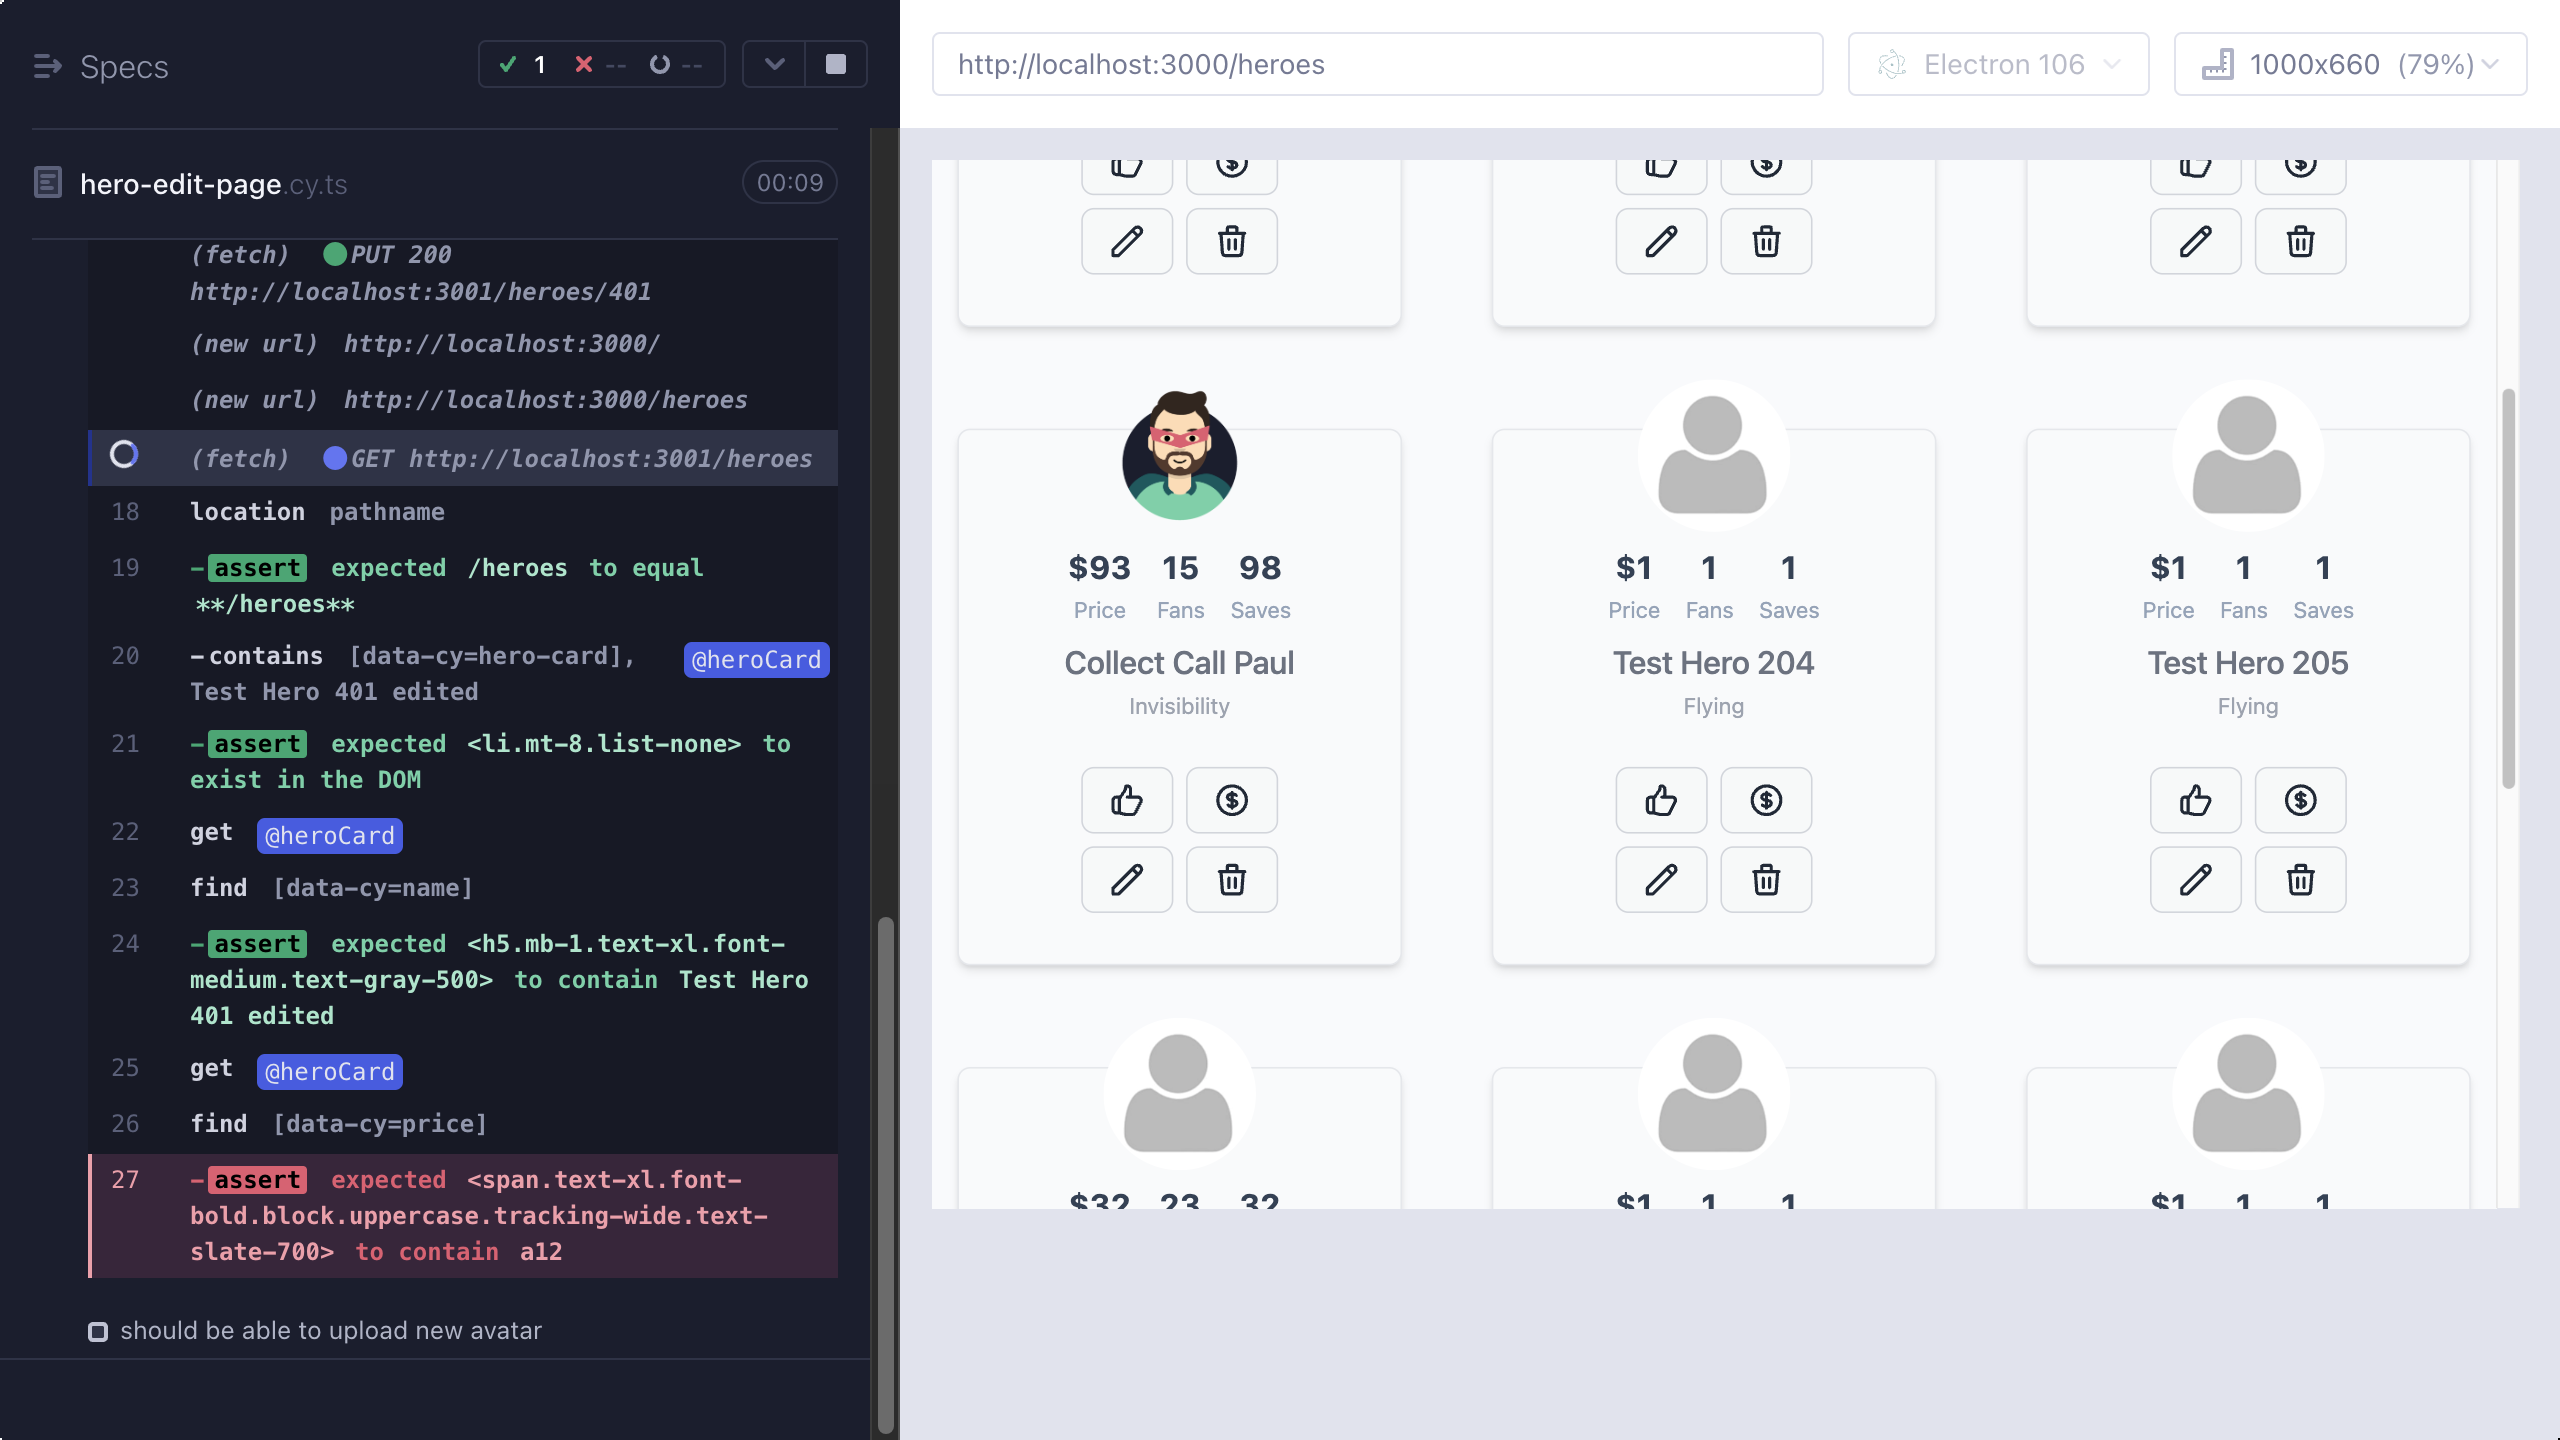 Specs
1
--
--
hero-edit-page.cy.ts
00:09
(fetch) PUT 200
http://localhost:3001/heroes/401
(new url) http://localhost:3000/
(new url) http://localhost:3000/heroes
(fetch) GET http://localhost:3001/heroes
18 location pathname
19 -assert expected /heroes to equal
**/heroes**
20 -contains [data-cy=hero-card], @heroCard
Test Hero 401 edited
21 -assert expected <li.mt-8.list-none> to
exist in the DOM
22 get @heroCard
23 find [data-cy=name]
24 -assert expected <h5.mb-1.text-xl.font-
medium.text-gray-500> to contain Test Hero
401 edited
25 get @heroCard
26 find [data-cy=price]
27 -assert expected <span.text-xl.font-
bold.block.uppercase.tracking-wide.text-
slate-700> to contain a12
should be able to upload new avatar
http://localhost:3000/heroes
Electron 106
1000x660 (79%)
$93 15 98
Price Fans Saves
Collect Call Paul
Invisibility
$1 1 1
Price Fans Saves
Test Hero 204
Flying
$1 1 1
Price Fans Saves
Test Hero 205
Flying
$32 23 32
$1 1 1
$1 1 1